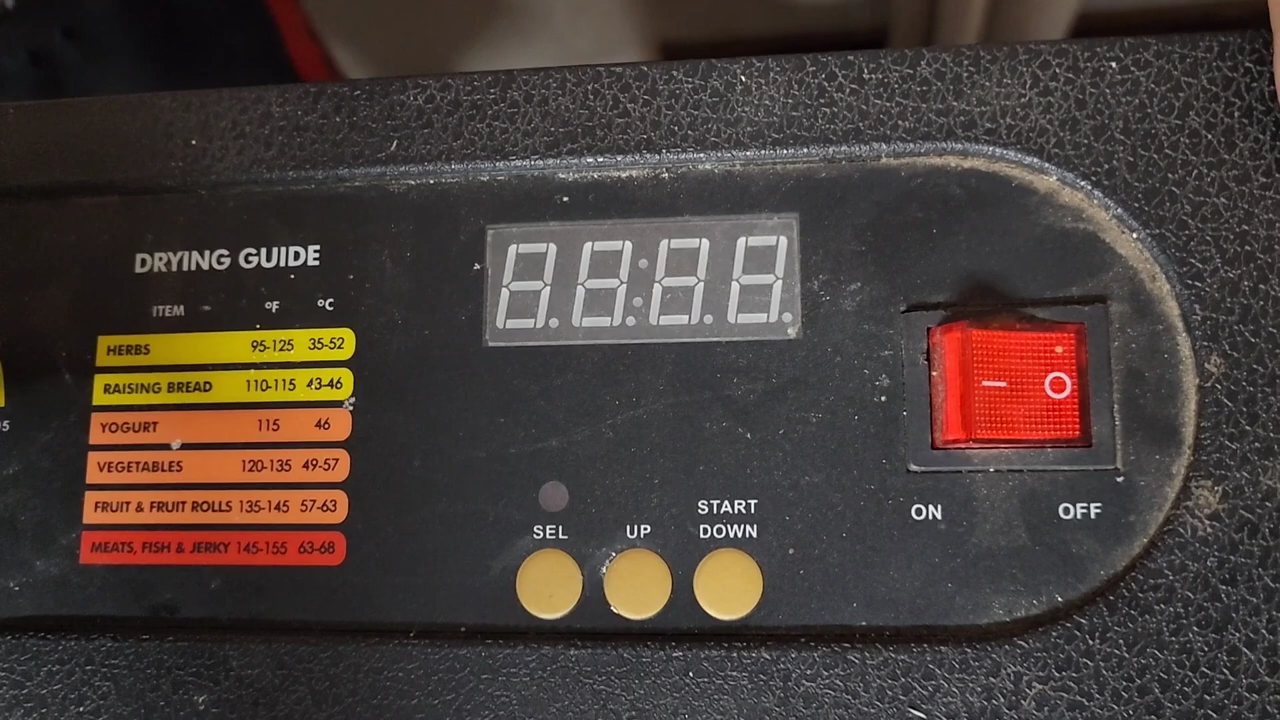 DRYING GUIDE
ITEM °F °C
HERBS 95-125 35-52
RAISING BREAD 110-115 43-46
YOGURT 115 46
VEGETABLES 120-135 49-57
FRUIT & FRUIT ROLLS 135-145 57-63
MEATS, FISH & JERKY 145-155 63-68
SEL
UP
START
DOWN
ON
OFF